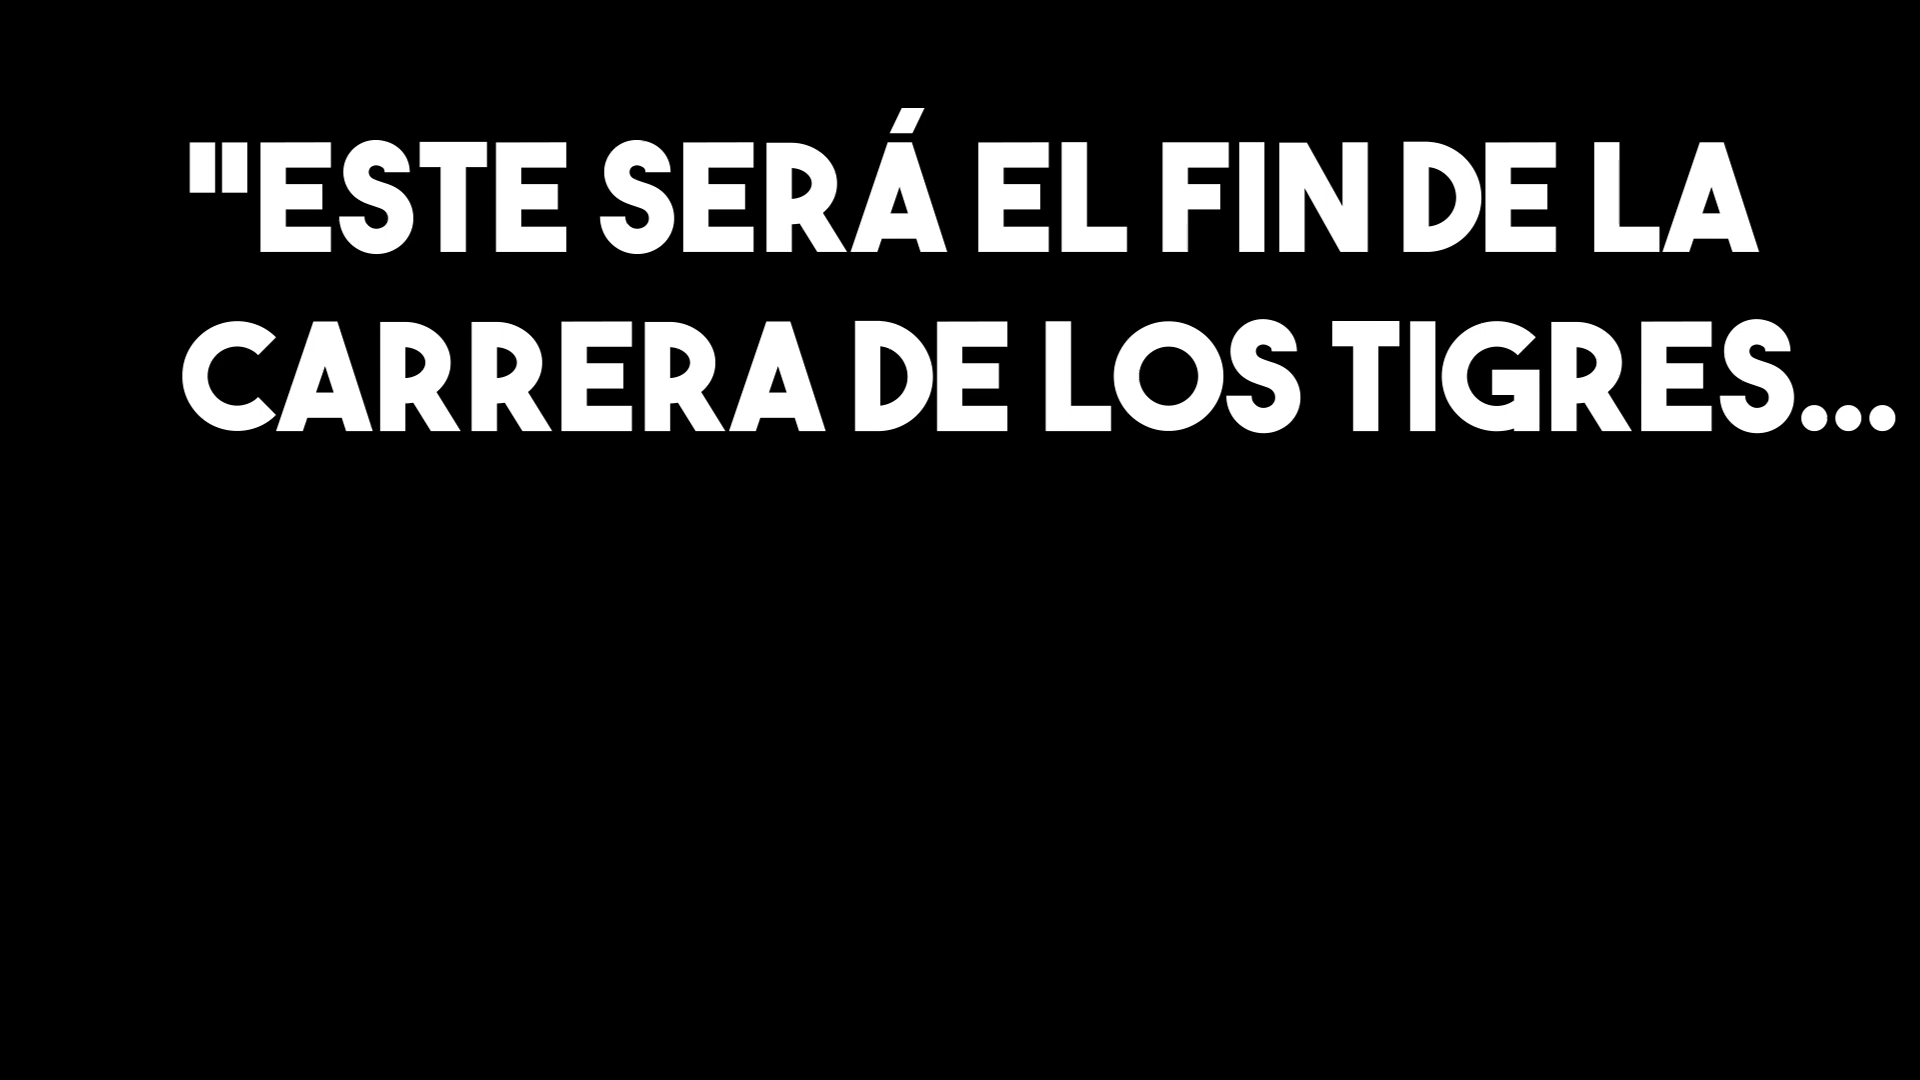 "ESTE SERÁ EL FIN DE LA
CARRERA DE LOS TIGRES...